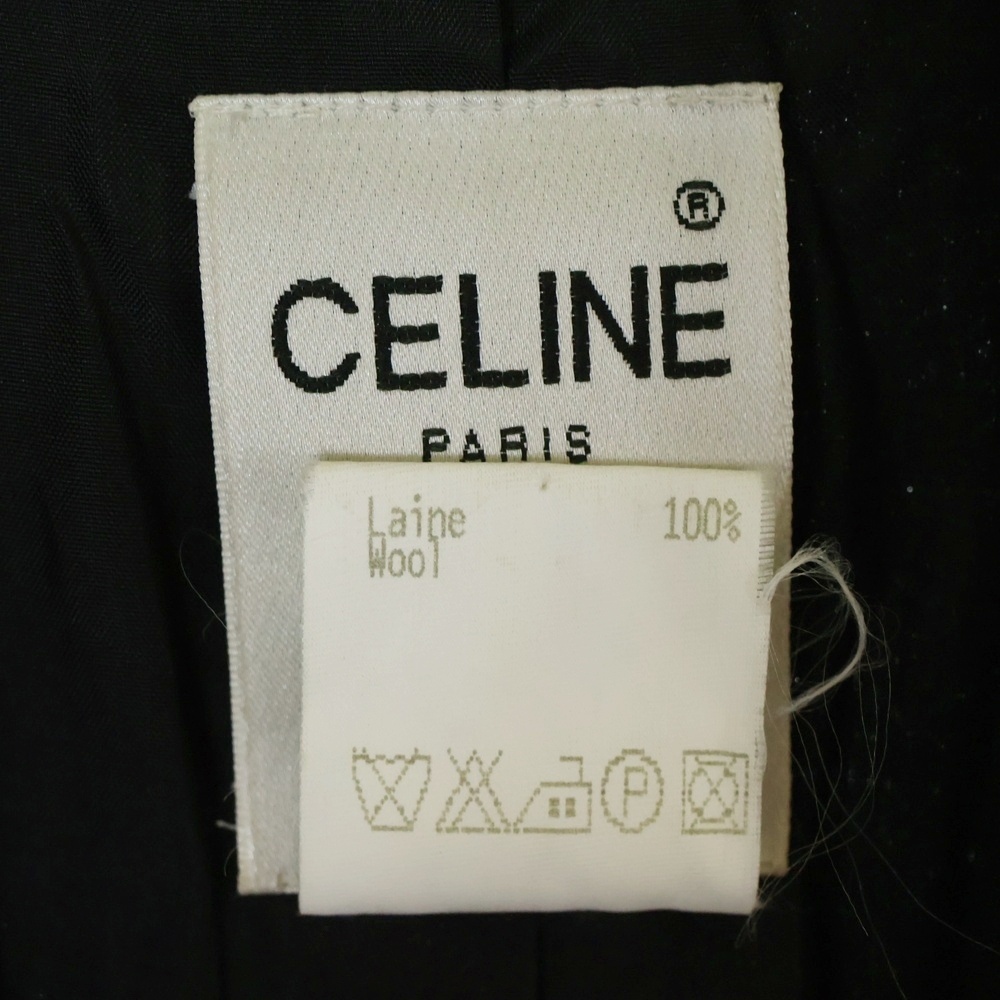 ®
CELINE
PARIS
Laine 100%
Wool
P